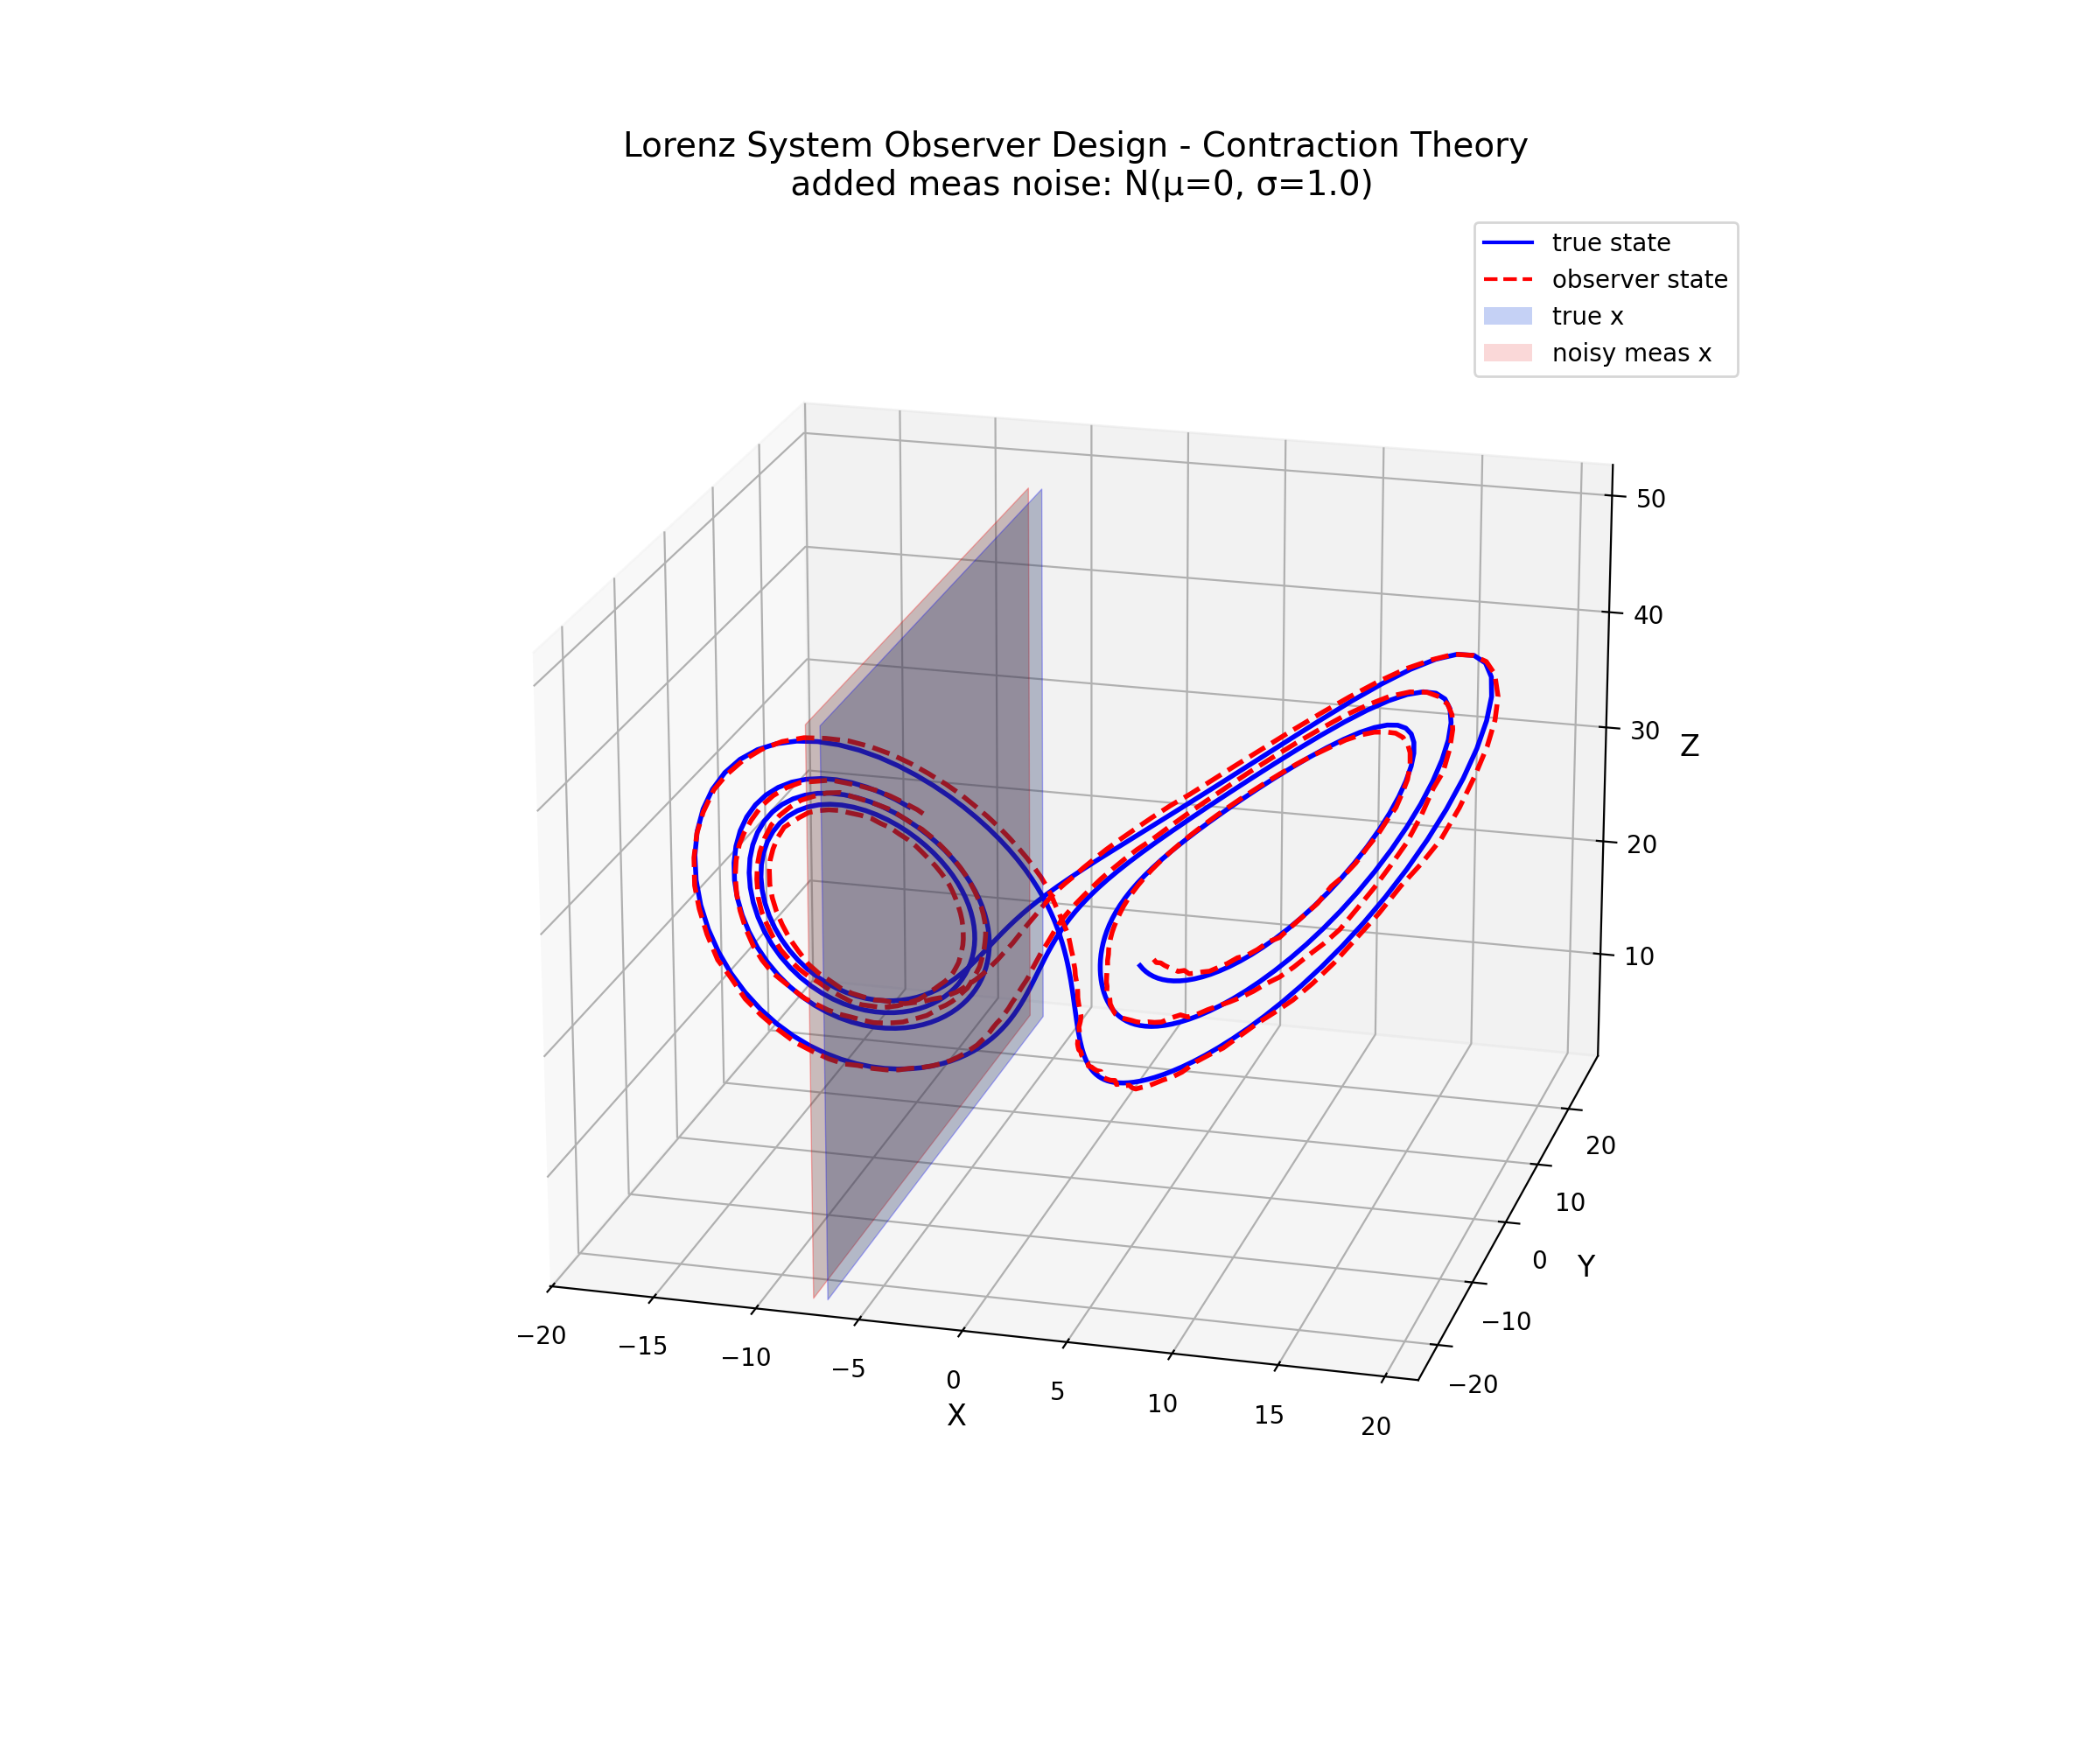 Lorenz System Observer Design - Contraction Theory
added meas noise: N(μ=0, σ=1.0)
true state
observer state
true x
noisy meas x
50
40
30
Z
20
10
20
10
0
Y
−10
−20
−20
−15
−10
−5
0
5
10
15
20
X